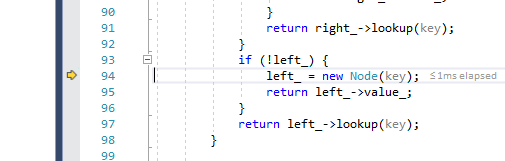 90 }
91 return right_->lookup(key);
92 }
93 if (!left_) {
94 left_ = new Node(key); ≤1ms elapsed
95 return left_->value_;
96 }
97 return left_->lookup(key);
98 }
99